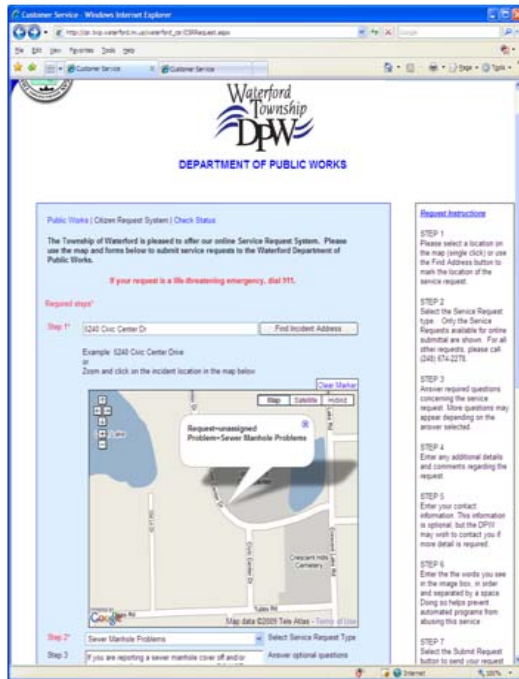 Customer Service - Windows Internet Explorer
File Edit View Favorites Tools Help
Customer Service
Customer Service
Page
Tools
Waterford
Township
DPW
DEPARTMENT OF PUBLIC WORKS
Public Works | Citizen Request System | Check Status
The Township of Waterford is pleased to offer our online Service Request System. Please
use the map and forms below to submit service requests to the Waterford Department of
Public Works.
If your request is a life-threatening emergency, dial 911.
Required steps*
Step 1*
5240 Civic Center Dr
Find Incident Address
Example: 5240 Civic Center Drive
or
Zoom and click on the incident location in the map below
Clear Marker
Map
Satellite
Hybrid
Request=unassigned
Problem=Sewer Manhole Problems
Lake
Civic Center Dr
Crescent Lake Rd
Crescent Hills
Cemetery
Google
Map data ©2009 Tele Atlas - Terms of Use
Step 2*
Sewer Manhole Problems
Select Service Request Type
Step 3
If you are reporting a sewer manhole cover off and/or
Answer optional questions
Request Instructions
STEP 1
Please select a location on
the map (single click) or use
the Find Address button to
mark the location of the
service request.
STEP 2
Select the Service Request
type. Only the Service
Requests available for online
submittal are shown. For all
other requests, please call
(248) 674-2278.
STEP 3
Answer required questions
concerning the service
request. More questions may
appear depending on the
answer selected.
STEP 4
Enter any additional details
and comments regarding the
request.
STEP 5
Enter your contact
information. This information
is optional, but the DPW
may wish to contact you if
more detail is required.
STEP 6
Enter the the words you see
in the image box, in order
and separated by a space.
Doing so helps prevent
automated programs from
abusing this service
STEP 7
Select the Submit Request
button to send your request
Internet
100%